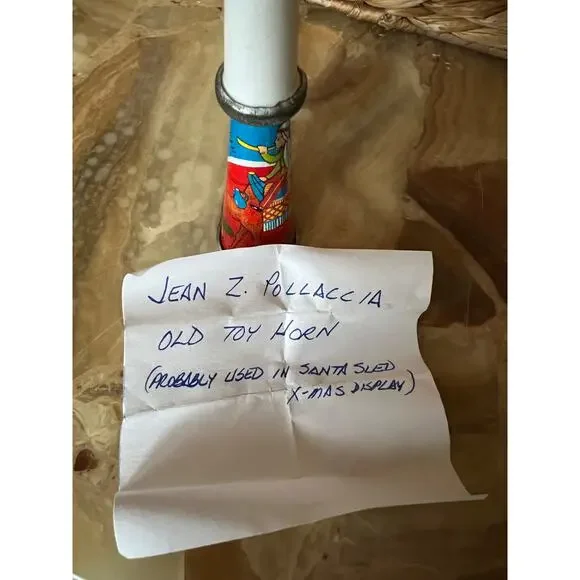 JEAN Z. POLLACCIA
OLD TOY HORN
(PROBABLY USED IN SANTA SLED
X-MAS DISPLAY)